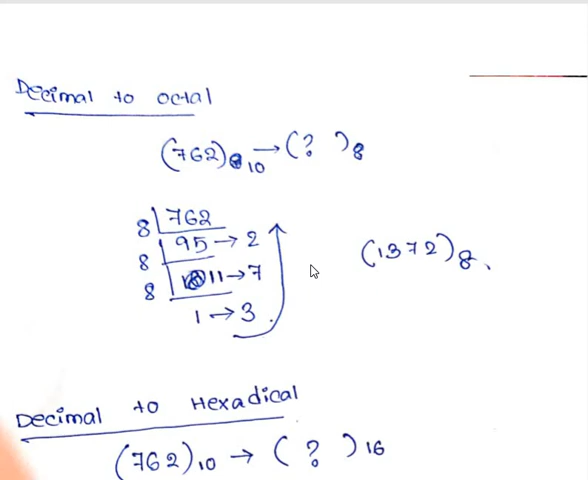 Decimal to octal
(762)10 → (? )8
8 762
8 95 → 2
8 11 → 7
1 → 3
(1372)8.
Decimal to Hexadical
(762)10 → ( ? )16